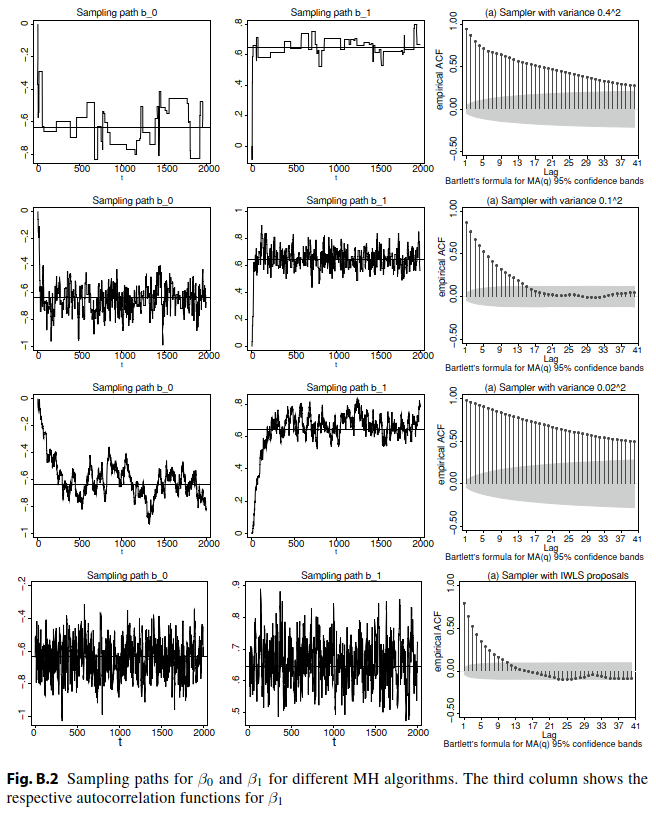 Sampling path b_0
0
-.2
-.4
-.6
-.8
0 500 1000 1500 2000
t
Sampling path b_1
.8
.6
.4
.2
0
0 500 1000 1500 2000
t
(a) Sampler with variance 0.4^2
empirical ACF
1.00
0.50
0.00
−0.50
1 5 9 13 17 21 25 29 33 37 41
Lag
Bartlett's formula for MA(q) 95% confidence bands
Sampling path b_0
0
-.2
-.4
-.6
-.8
-1
0 500 1000 1500 2000
t
Sampling path b_1
1
.8
.6
.4
.2
0
0 500 1000 1500 2000
t
(a) Sampler with variance 0.1^2
empirical ACF
1.00
0.50
0.00
−0.50
1 5 9 13 17 21 25 29 33 37 41
Lag
Bartlett's formula for MA(q) 95% confidence bands
Sampling path b_0
0
-.2
-.4
-.6
-.8
-1
0 500 1000 1500 2000
t
Sampling path b_1
.8
.6
.4
.2
0
0 500 1000 1500 2000
t
(a) Sampler with variance 0.02^2
empirical ACF
1.00
0.50
0.00
−0.50
1 5 9 13 17 21 25 29 33 37 41
Lag
Bartlett's formula for MA(q) 95% confidence bands
Sampling path b_0
-.2
-.4
-.6
-.8
-1
0 500 1000 1500 2000
t
Sampling path b_1
.9
.8
.7
.6
.5
0 500 1000 1500 2000
t
(a) Sampler with IWLS proposals
empirical ACF
1.00
0.50
0.00
−0.50
1 5 9 13 17 21 25 29 33 37 41
Lag
Bartlett's formula for MA(q) 95% confidence bands
Fig. B.2 Sampling paths for β₀ and β₁ for different MH algorithms. The third column shows the
respective autocorrelation functions for β₁